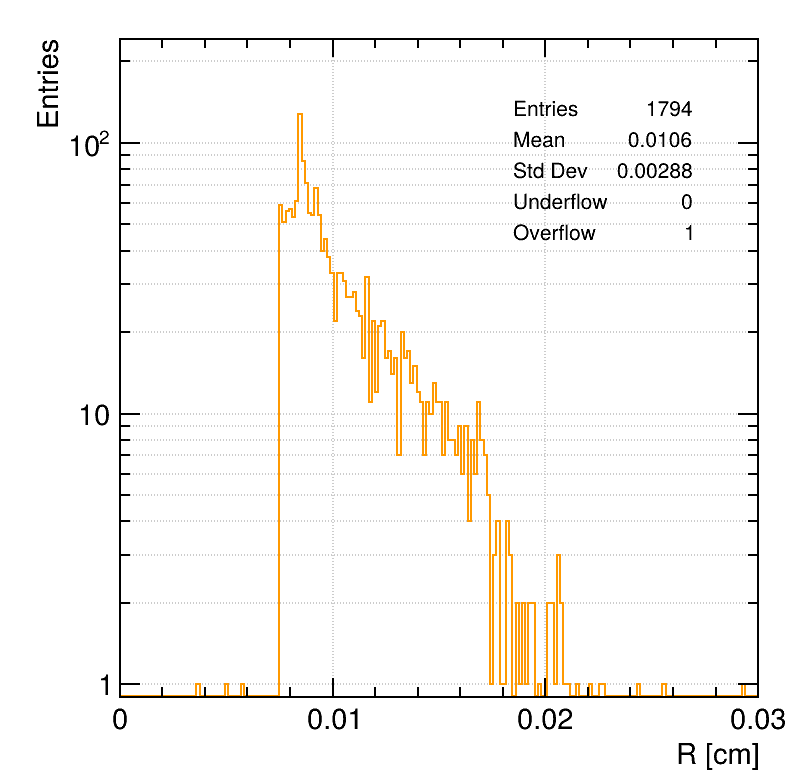 Entries
Entries 1794
Mean 0.0106
Std Dev 0.00288
Underflow 0
Overflow 1
10²
10
1
0 0.01 0.02 0.03
R [cm]